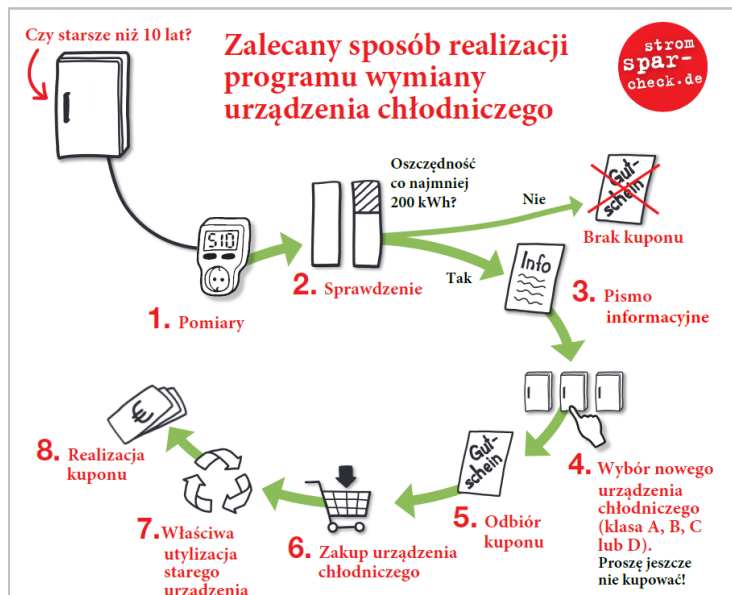 Czy starsze niż 10 lat?
Zalecany sposób realizacji
programu wymiany
urządzenia chłodniczego
strom
spar-
check.de
510
1. Pomiary
2. Sprawdzenie
Oszczędność
co najmniej
200 kWh?
Nie
Gut-
schein
Brak kuponu
Tak
Info
3. Pismo
informacyjne
4. Wybór nowego
urządzenia
chłodniczego
(klasa A, B, C
lub D).
Proszę jeszcze
nie kupować!
Gut-
schein
5. Odbiór
kuponu
6. Zakup urządzenia
chłodniczego
7. Właściwa
utylizacja
starego
urządzenia
€
8. Realizacja
kuponu